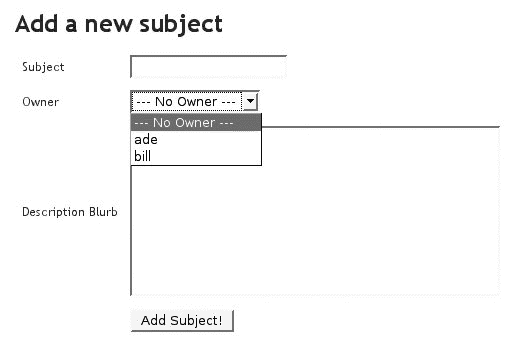 Add a new subject
Subject
Owner
--- No Owner ---
--- No Owner ---
ade
bill
Description Blurb
Add Subject!